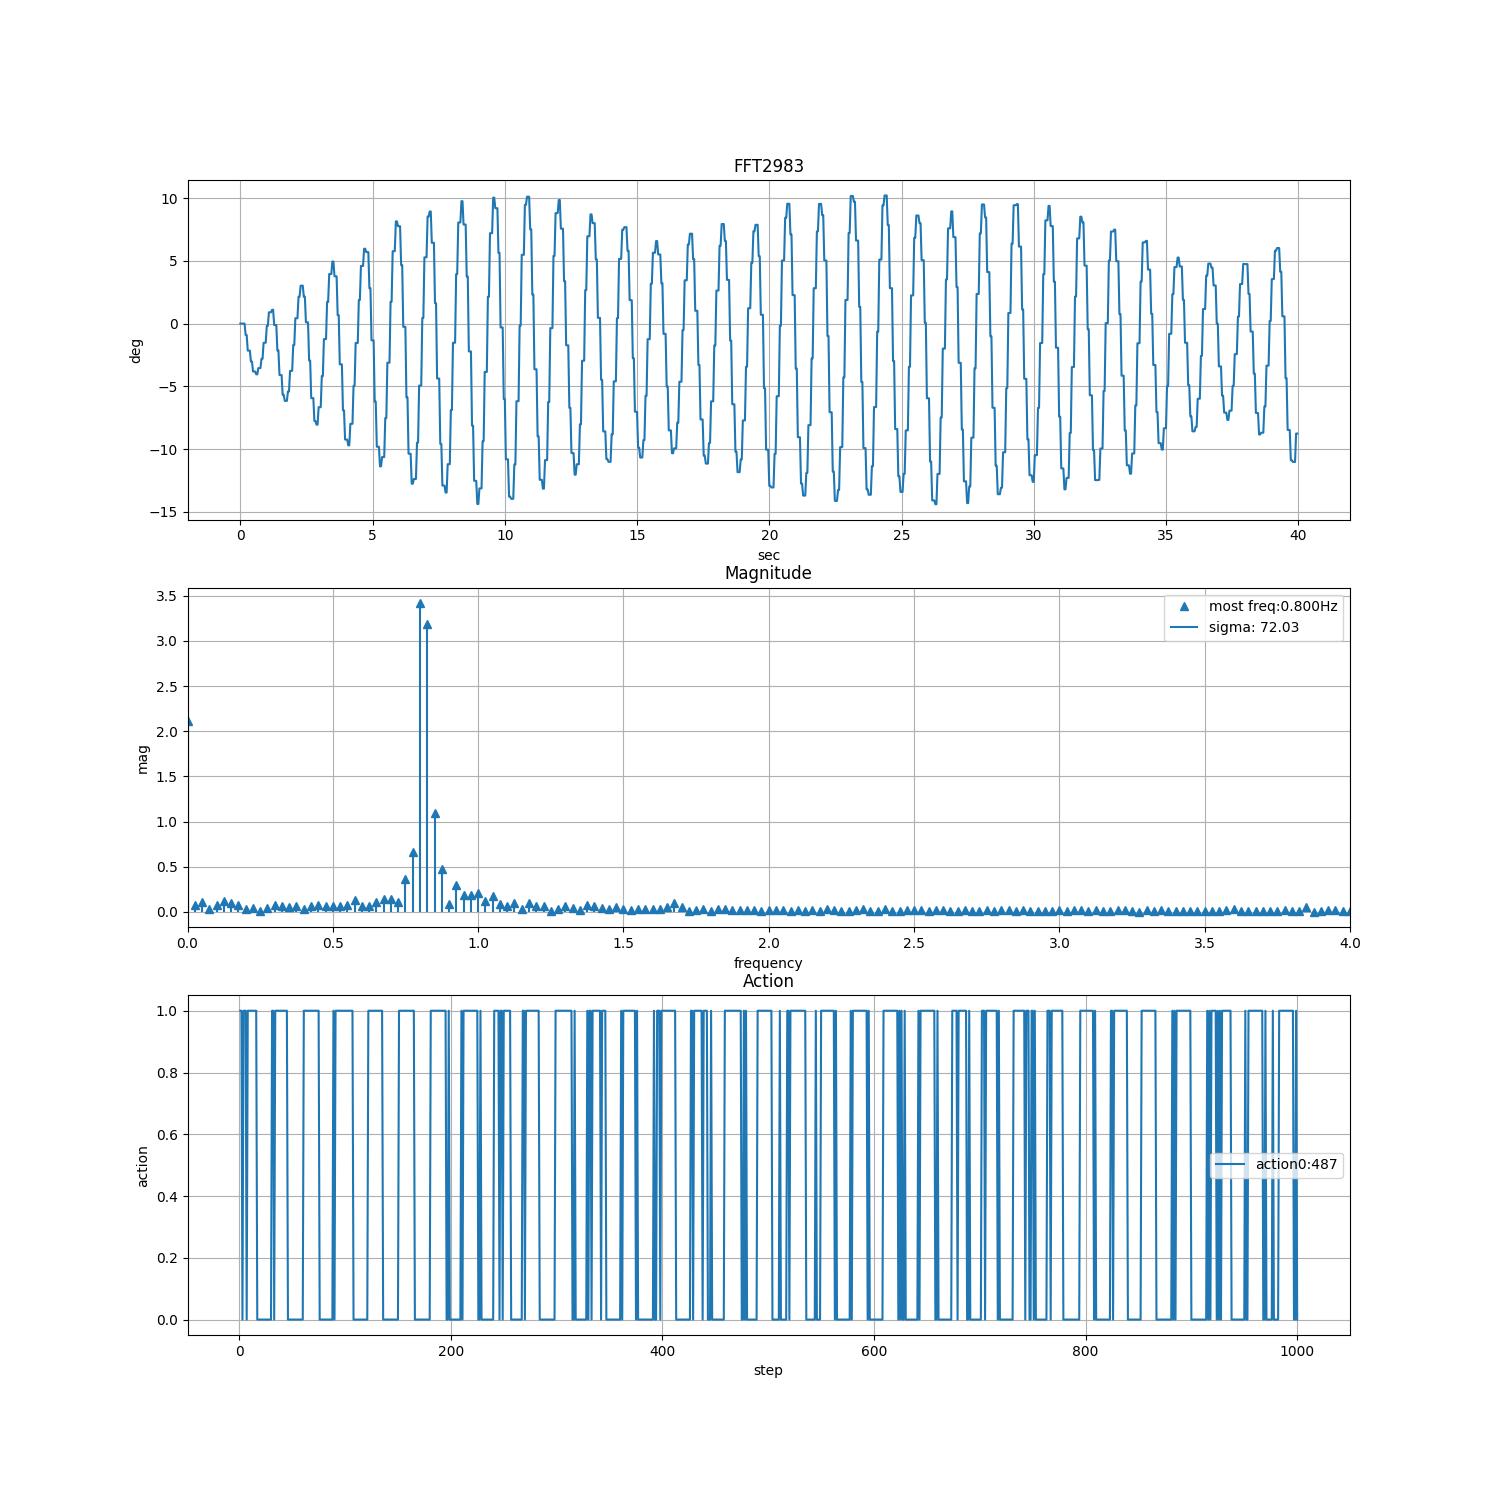 FFT2983
10
5
0
−5
−10
−15
deg
0 5 10 15 20 25 30 35 40
sec
Magnitude
3.5
3.0
2.5
2.0
1.5
1.0
0.5
0.0
mag
most freq:0.800Hz
sigma: 72.03
0.0 0.5 1.0 1.5 2.0 2.5 3.0 3.5 4.0
frequency
Action
1.0
0.8
0.6
0.4
0.2
0.0
action
action0:487
0 200 400 600 800 1000
step